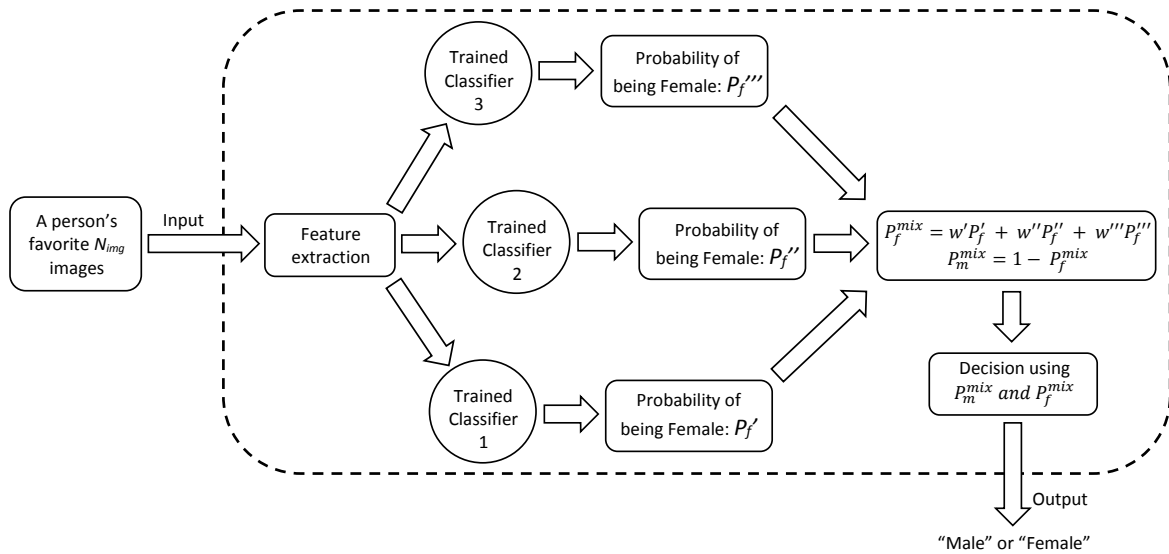 A person's
favorite N_img
images
Input
Feature
extraction
Trained
Classifier
3
Probability of
being Female: P_f'''
Trained
Classifier
2
Probability of
being Female: P_f''
Trained
Classifier
1
Probability of
being Female: P_f'
P_f^mix = w'P_f' + w''P_f'' + w'''P_f'''
P_m^mix = 1 − P_f^mix
Decision using
P_m^mix and P_f^mix
Output
“Male” or “Female”